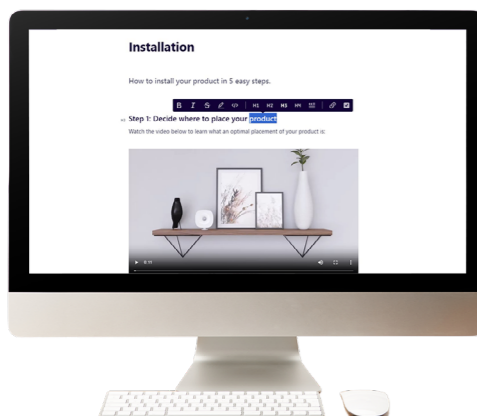 Installation
How to install your product in 5 easy steps.
B I S </> H1 H2 H3 H4
Step 1: Decide where to place your product
Watch the video below to learn what an optimal placement of your product is:
0:11